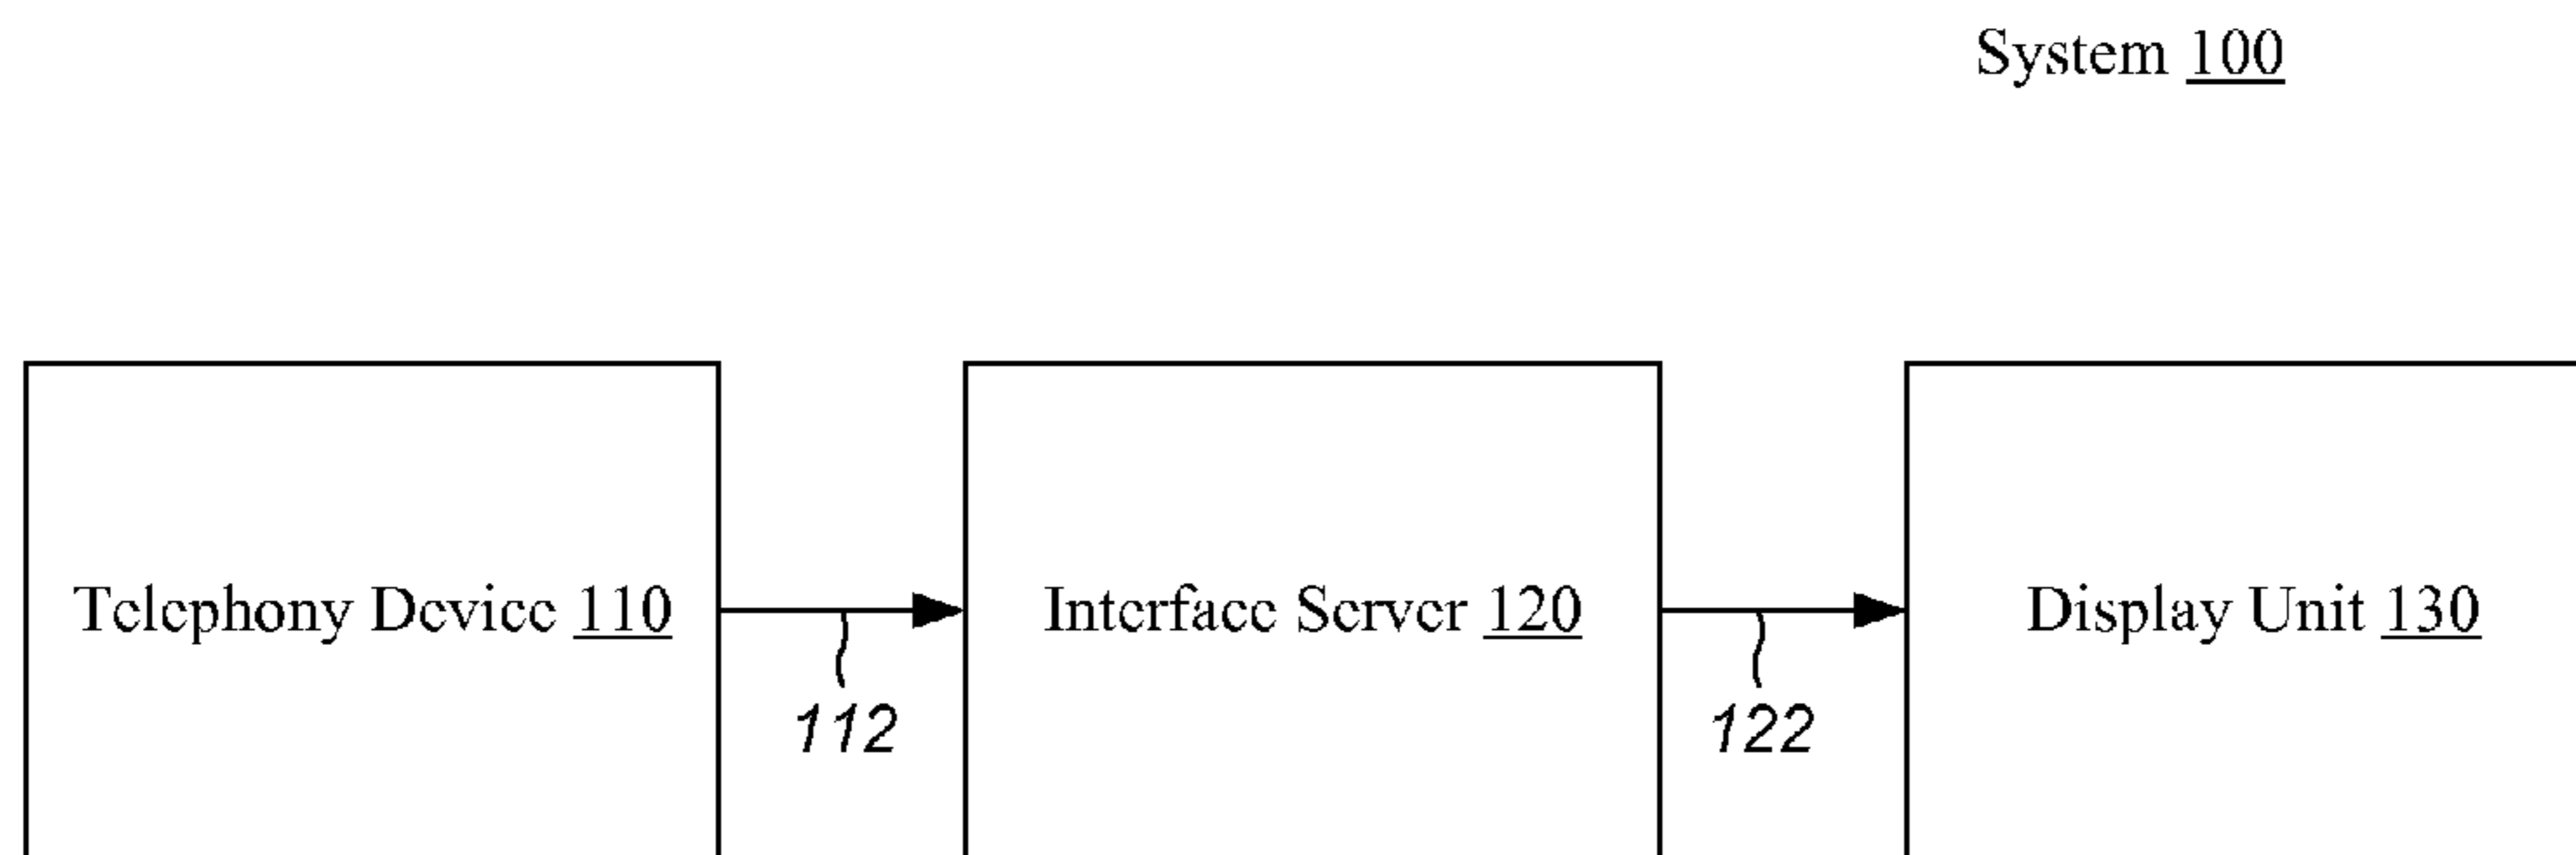 System 100
Telephony Device 110
Interface Server 120
Display Unit 130
112
122